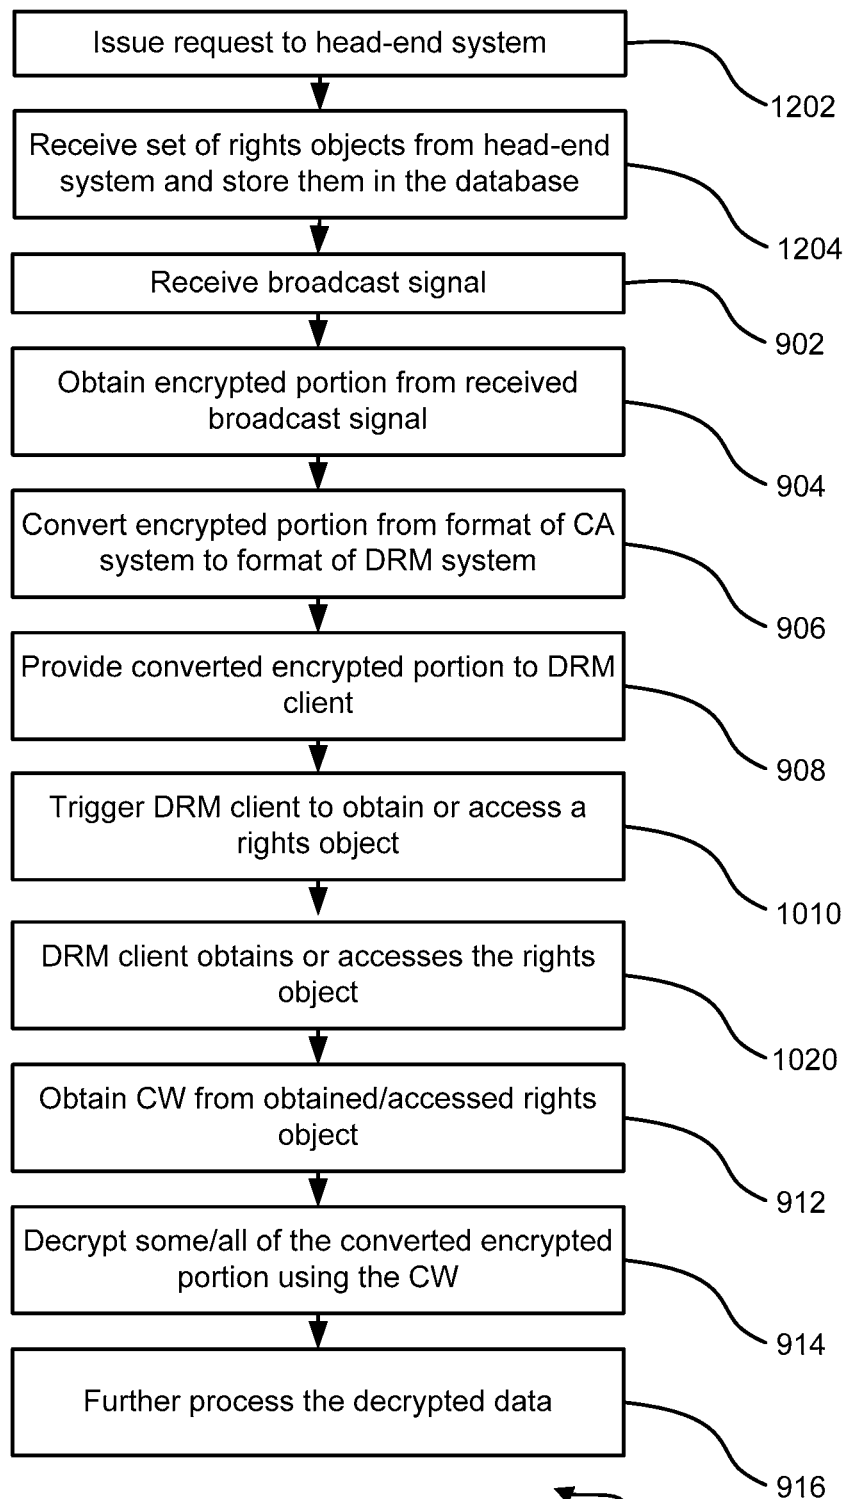 Issue request to head-end system
1202
Receive set of rights objects from head-end
system and store them in the database
1204
Receive broadcast signal
902
Obtain encrypted portion from received
broadcast signal
904
Convert encrypted portion from format of CA
system to format of DRM system
906
Provide converted encrypted portion to DRM
client
908
Trigger DRM client to obtain or access a
rights object
1010
DRM client obtains or accesses the rights
object
1020
Obtain CW from obtained/accessed rights
object
912
Decrypt some/all of the converted encrypted
portion using the CW
914
Further process the decrypted data
916